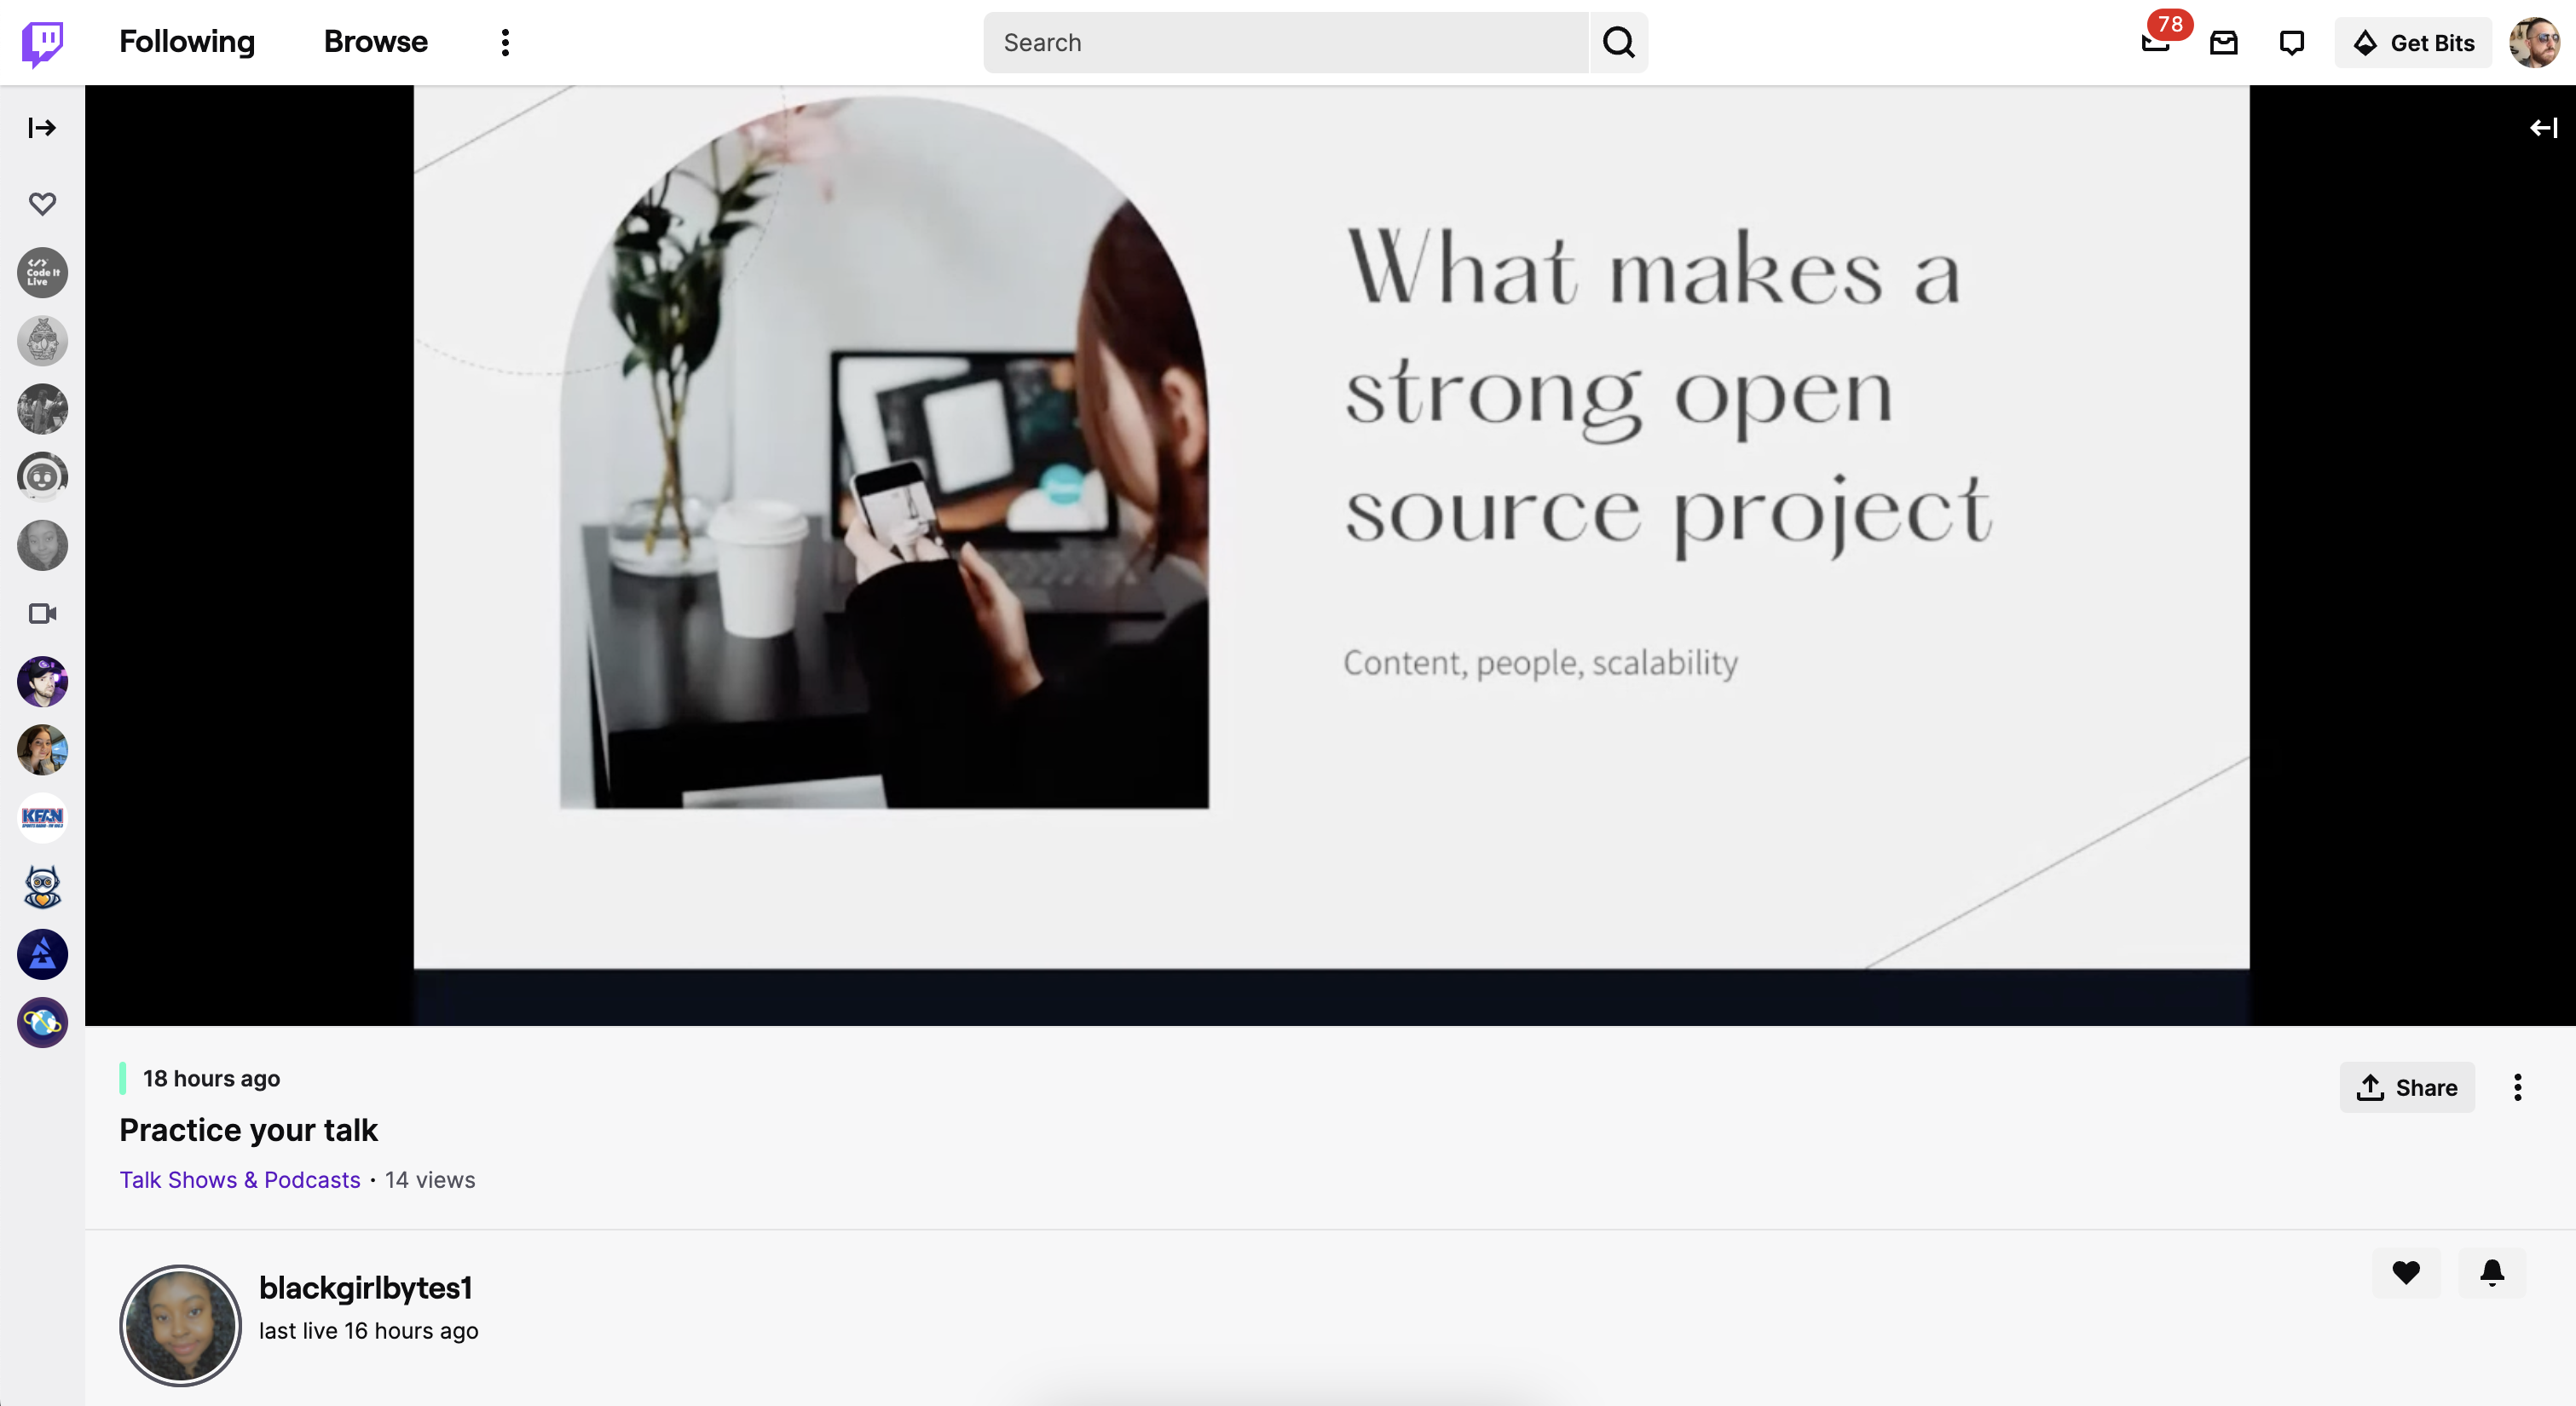 Following
Browse
Search
78
Get Bits
</> Code It
Live
What makes a
strong open
source project
Content, people, scalability
KFAN
18 hours ago
Share
Practice your talk
Talk Shows & Podcasts · 14 views
blackgirlbytes1
last live 16 hours ago